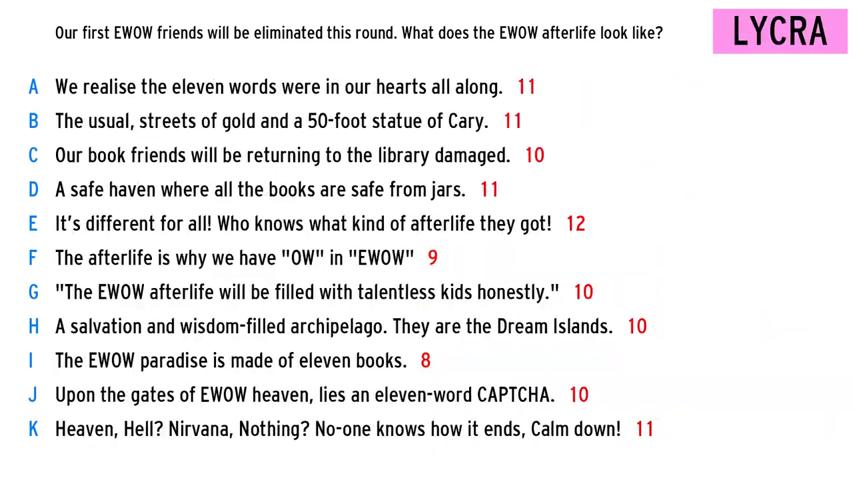 Our first EWOW friends will be eliminated this round. What does the EWOW afterlife look like?
LYCRA
A We realise the eleven words were in our hearts all along. 11
B The usual, streets of gold and a 50-foot statue of Cary. 11
C Our book friends will be returning to the library damaged. 10
D A safe haven where all the books are safe from jars. 11
E It's different for all! Who knows what kind of afterlife they got! 12
F The afterlife is why we have "OW" in "EWOW" 9
G "The EWOW afterlife will be filled with talentless kids honestly." 10
H A salvation and wisdom-filled archipelago. They are the Dream Islands. 10
I The EWOW paradise is made of eleven books. 8
J Upon the gates of EWOW heaven, lies an eleven-word CAPTCHA. 10
K Heaven, Hell? Nirvana, Nothing? No-one knows how it ends, Calm down! 11